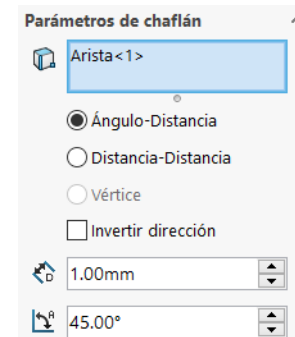 Parámetros de chaflán
Arista<1>
Ángulo-Distancia
Distancia-Distancia
Vértice
Invertir dirección
D
1.00mm
A
45.00°